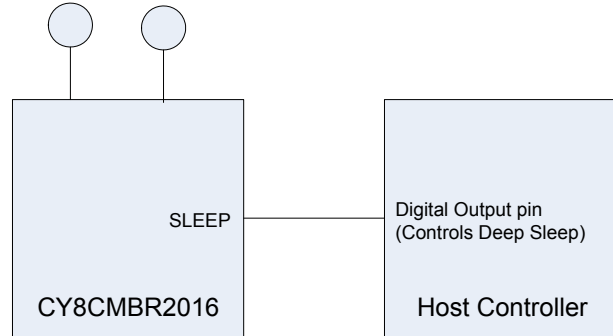 SLEEP
Digital Output pin
(Controls Deep Sleep)
CY8CMBR2016
Host Controller